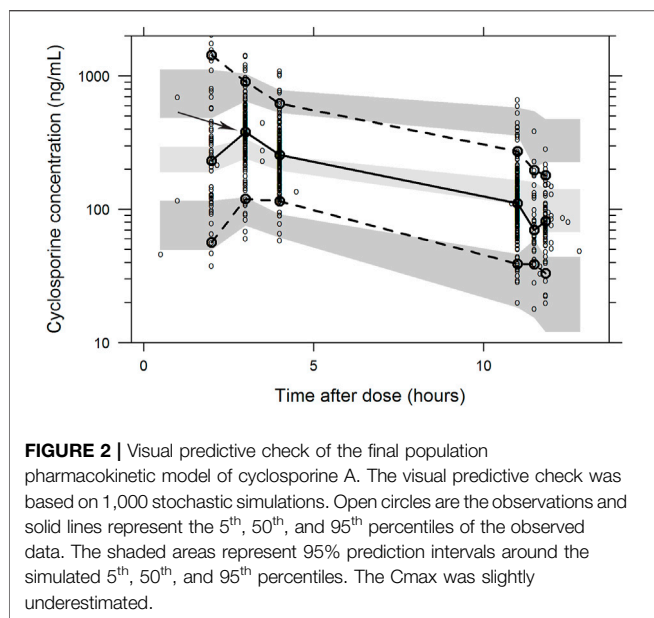 Cyclosporine concentration (ng/mL)
1000
100
10
0
5
10
Time after dose (hours)
FIGURE 2 | Visual predictive check of the final population
pharmacokinetic model of cyclosporine A. The visual predictive check was
based on 1,000 stochastic simulations. Open circles are the observations and
solid lines represent the 5th, 50th, and 95th percentiles of the observed
data. The shaded areas represent 95% prediction intervals around the
simulated 5th, 50th, and 95th percentiles. The Cmax was slightly
underestimated.